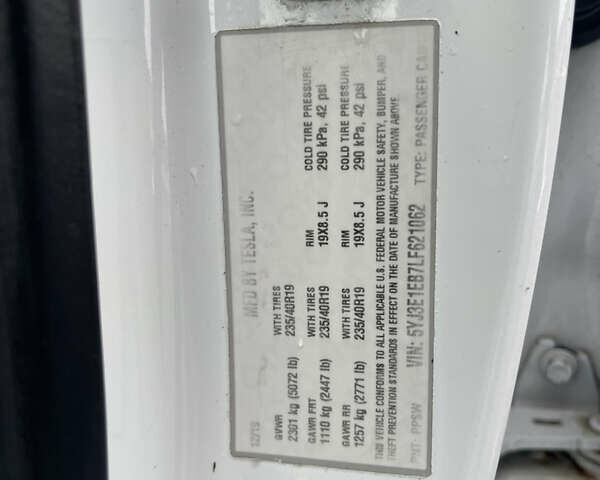 MFD BY TESLA, INC.
12/19
GVWR WITH TIRES RIM COLD TIRE PRESSURE
2301 kg (5072 lb) 235/40R19 19X8.5 J 290 kPa, 42 psi
GAWR FRT WITH TIRES
1110 kg (2447 lb) 235/40R19
GAWR RR WITH TIRES RIM COLD TIRE PRESSURE
1257 kg (2771 lb) 235/40R19 19X8.5 J 290 kPa, 42 psi
THIS VEHICLE CONFORMS TO ALL APPLICABLE U.S. FEDERAL MOTOR VEHICLE SAFETY, BUMPER, AND
THEFT PREVENTION STANDARDS IN EFFECT ON THE DATE OF MANUFACTURE SHOWN ABOVE
PNT: PPSW VIN: 5YJ3E1EB7LF621062 TYPE: PASSENGER CAR